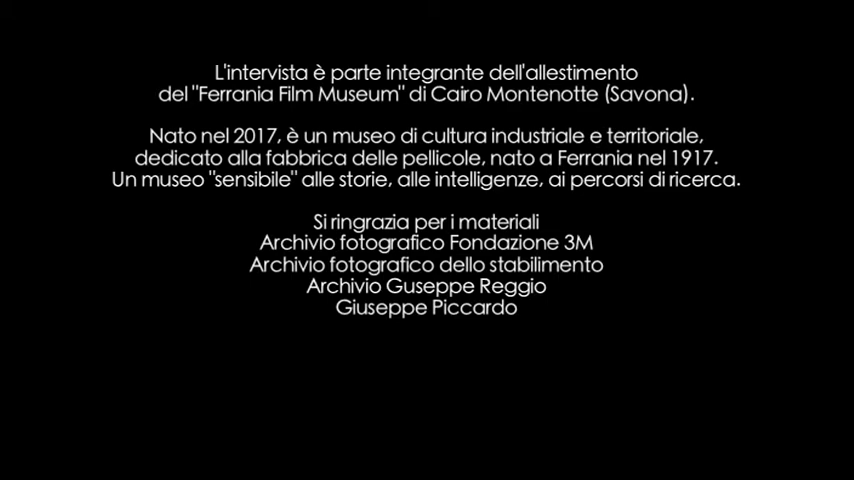 L'intervista è parte integrante dell'allestimento
del "Ferrania Film Museum" di Cairo Montenotte (Savona).
Nato nel 2017, è un museo di cultura industriale e territoriale,
dedicato alla fabbrica delle pellicole, nato a Ferrania nel 1917.
Un museo "sensibile" alle storie, alle intelligenze, ai percorsi di ricerca.
Si ringrazia per i materiali
Archivio fotografico Fondazione 3M
Archivio fotografico dello stabilimento
Archivio Guseppe Reggio
Giuseppe Piccardo